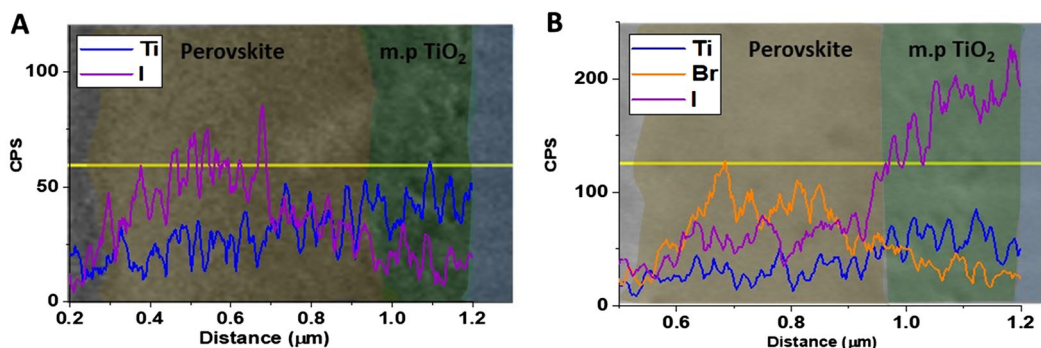 A
Ti
I
Perovskite
m.p TiO₂
100
50
0
CPS
0.2 0.4 0.6 0.8 1.0 1.2
Distance (μm)
B
Ti
Br
I
Perovskite
m.p TiO₂
200
100
0
CPS
0.6 0.8 1.0 1.2
Distance (μm)